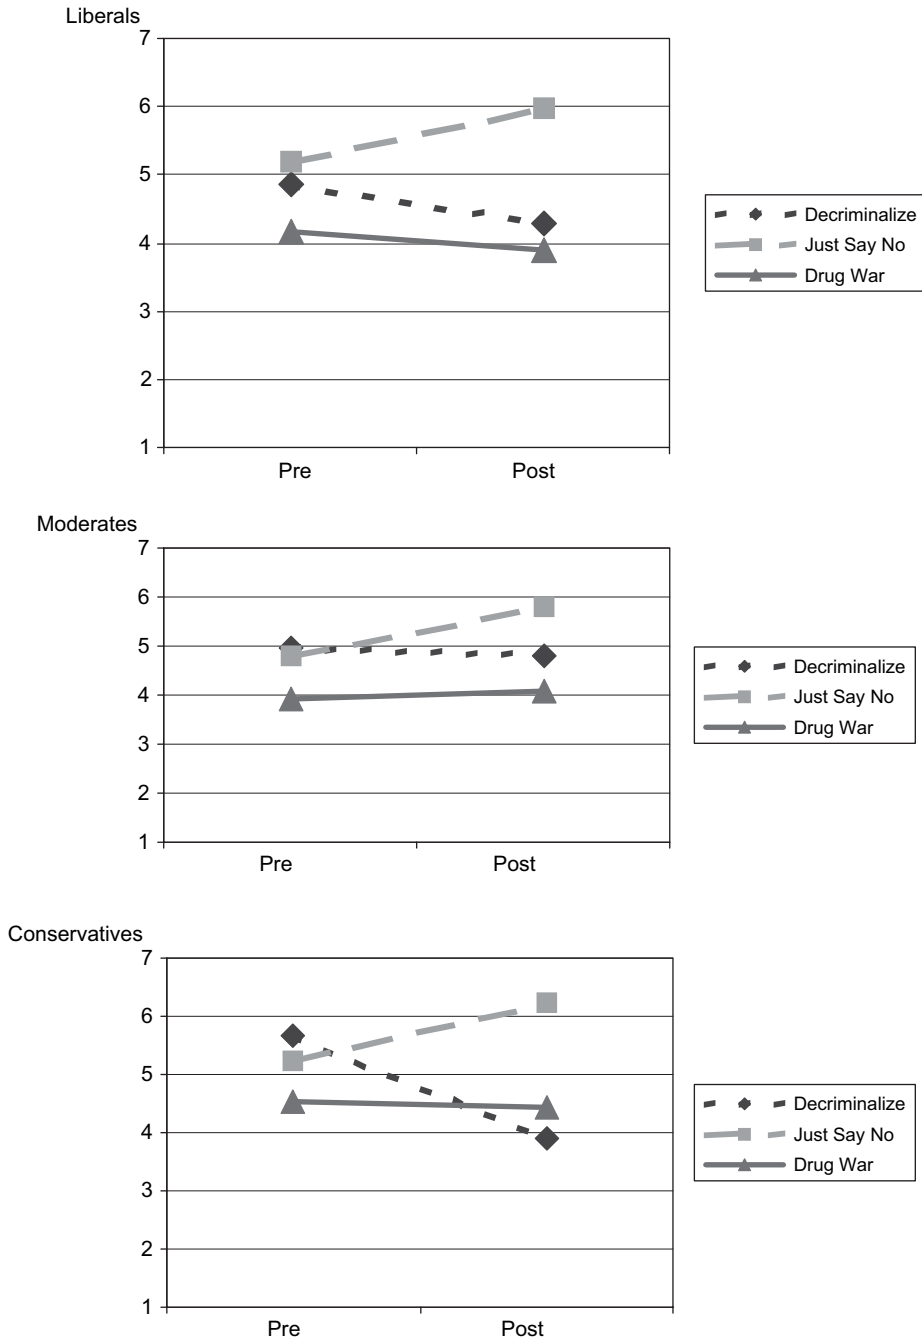 Liberals
7
6
5
4
3
2
1
Pre Post
Decriminalize
Just Say No
Drug War
Moderates
7
6
5
4
3
2
1
Pre Post
Decriminalize
Just Say No
Drug War
Conservatives
7
6
5
4
3
2
1
Pre Post
Decriminalize
Just Say No
Drug War